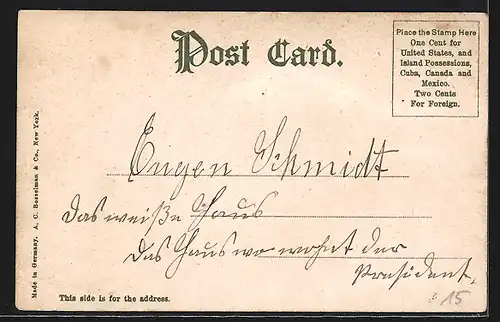 Post Card.
Place the Stamp Here
One Cent for
United States, and
Island Possessions,
Cuba, Canada and
Mexico.
Two Cents
For Foreign.
Eugen Schmidt
Das weiße Haus
Das Haus wo wohnt der
Präsident.
Made in Germany. A. C. Bosselman & Co., New York.
This side is for the address.
15